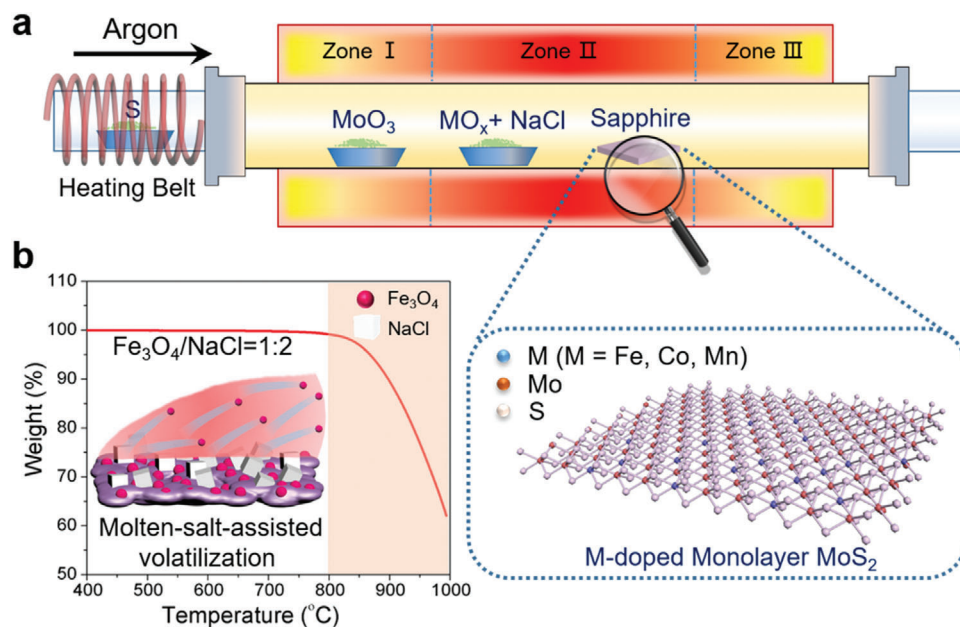 a
Argon
Zone Ⅰ
Zone Ⅱ
Zone Ⅲ
S
MoO₃
MOₓ+ NaCl
Sapphire
Heating Belt
b
110
100
90
80
70
60
50
Weight (%)
Fe₃O₄
NaCl
Fe₃O₄/NaCl=1:2
Molten-salt-assisted
volatilization
400
500
600
700
800
900
1000
Temperature (°C)
M (M = Fe, Co, Mn)
Mo
S
M-doped Monolayer MoS₂